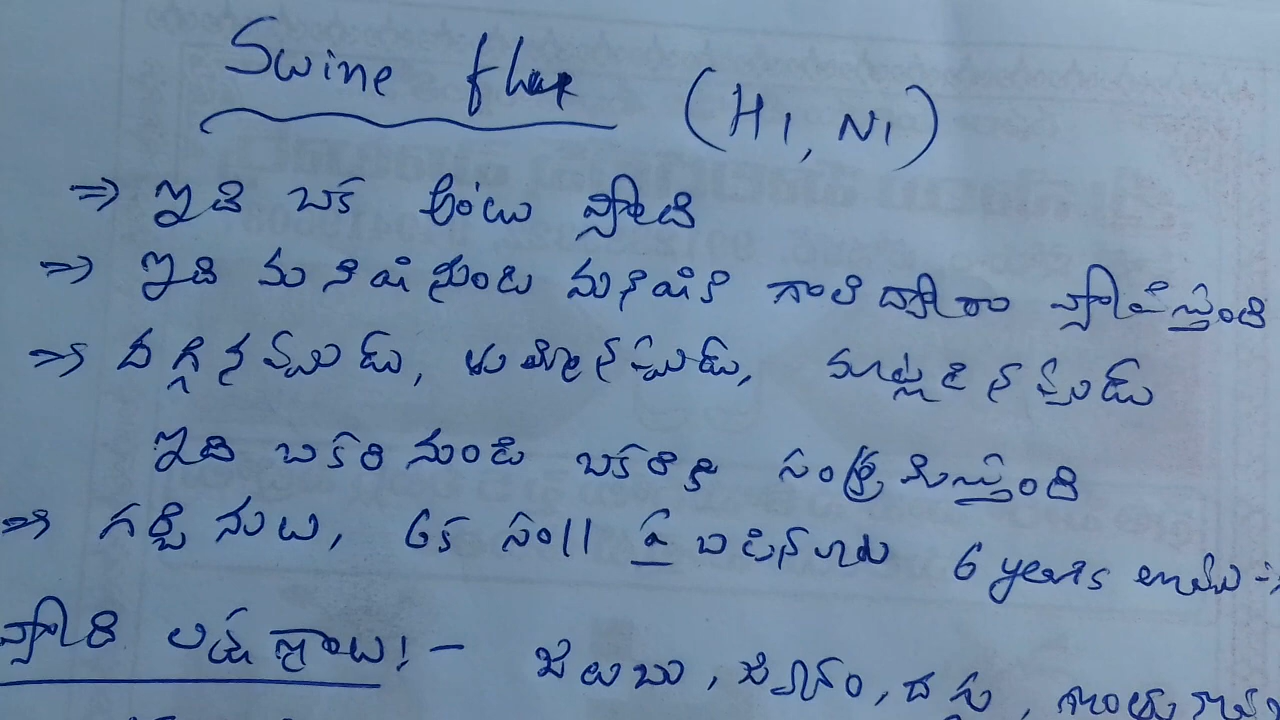 Swine flu (H1, N1)
⇒ ఇది ఒక అంటు వ్యాది
⇒ ఇది మనిషి నుండి మనిషికి గాలి ద్వారా వ్యాపిస్తుంది
⇒ దగ్గినప్పుడు, తుమ్మినప్పుడు, మాట్లడినప్పుడు
ఇది ఒకరి నుండి ఒకరికి సంక్రమిస్తుంది
⇒ గర్భిణులు, 65 సం|| పై బడినవారు 6 years
వ్యాది లక్షణాలు:- జలుబు, జ్వరం, దగ్గు,